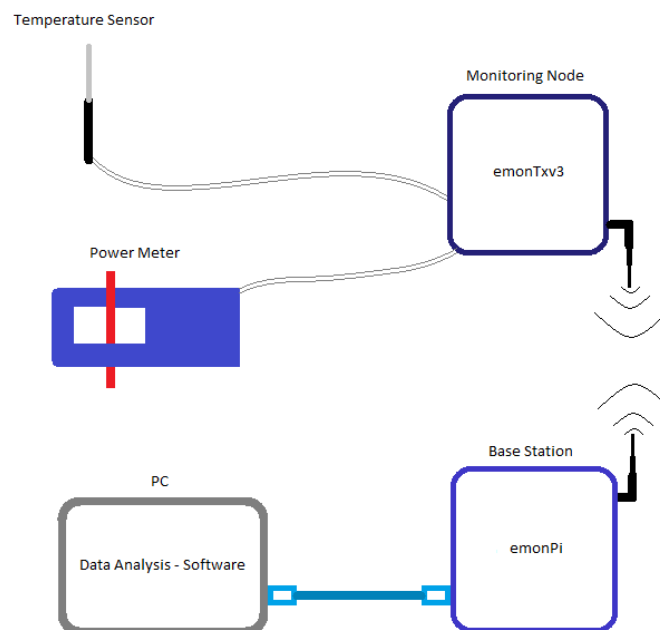 Temperature Sensor
Monitoring Node
emonTxv3
Power Meter
Base Station
PC
emonPi
Data Analysis - Software